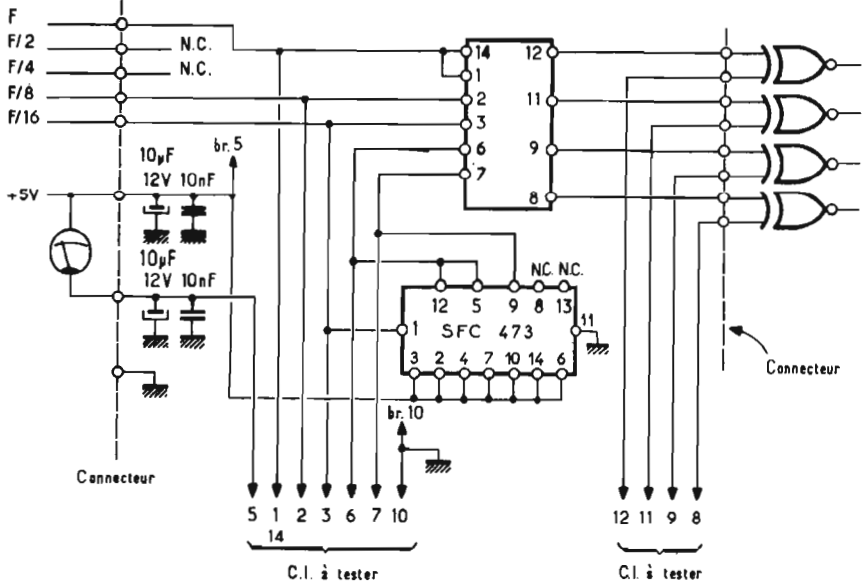 F
F/2 N.C.
F/4 N.C.
F/8
F/16
14 12
1
2 11
3
6 9
7
8
br.5
10µF
12V 10nF
+5V
10µF
12V 10nF
N.C. N.C.
12 5 9 8 13
1 SFC 473 11
3 2 4 7 10 14 6
br.10
Connecteur
Connecteur
5 1 2 3 6 7 10
14
C.I. à tester
12 11 9 8
C.I. à tester